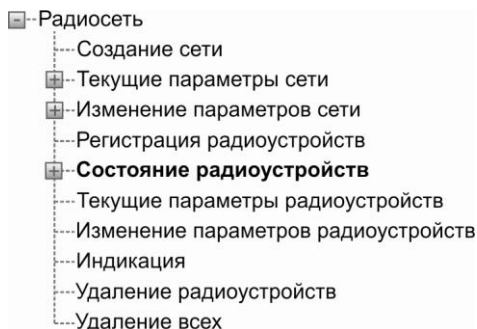 Радиосеть
Создание сети
Текущие параметры сети
Изменение параметров сети
Регистрация радиоустройств
Состояние радиоустройств
Текущие параметры радиоустройств
Изменение параметров радиоустройств
Индикация
Удаление радиоустройств
Удаление всех